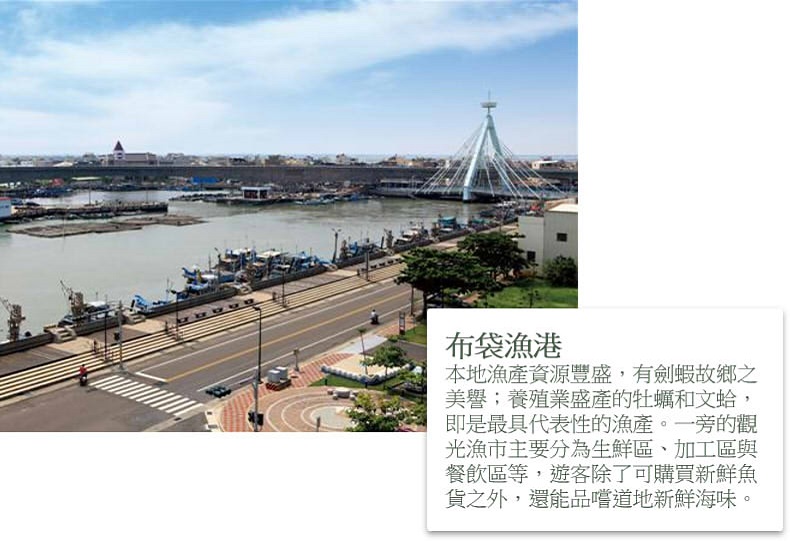 布袋漁港
本地漁產資源豐盛，有劍蝦故鄉之
美譽；養殖業盛產的牡蠣和文蛤，
即是最具代表性的漁產。一旁的觀
光漁市主要分為生鮮區、加工區與
餐飲區等，遊客除了可購買新鮮魚
貨之外，還能品嚐道地新鮮海味。